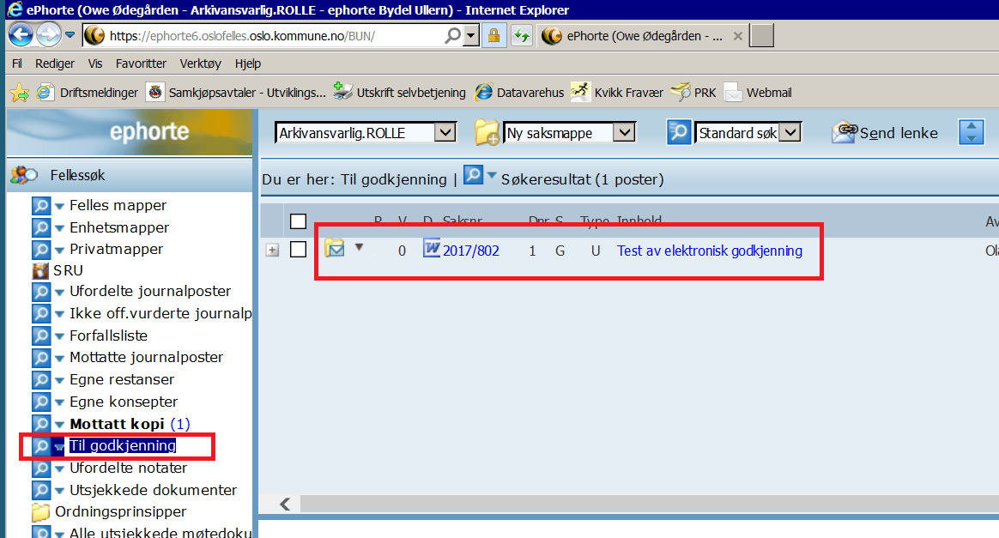 ePhorte (Owe Ødegården - Arkivansvarlig.ROLLE - ephorte Bydel Ullern) - Internet Explorer
https://ephorte6.oslofelles.oslo.kommune.no/BUN/ ePhorte (Owe Ødegården - ...
Fil Rediger Vis Favoritter Verktøy Hjelp
Driftsmeldinger Samkjøpsavtaler - Utviklings... Utskrift selvbetjening Datavarehus Kvikk Fravær PRK Webmail
ephorte Arkivansvarlig.ROLLE Ny saksmappe Standard søk Send lenke
Fellessøk
Du er her: Til godkjenning | Søkeresultat (1 poster)
Felles mapper
Enhetsmapper
Privatmapper
SRU
Ufordelte journalposter
Ikke off.vurderte journalp
Forfallsliste
Mottatte journalposter
Egne restanser
Egne konsepter
Mottatt kopi (1)
Til godkjenning
Ufordelte notater
Utsjekkede dokumenter
Ordningsprinsipper
Alle utsjekkede møtedoku
V D Saksnr Dnr S Type Innhold Av
0 2017/802 1 G U Test av elektronisk godkjenning